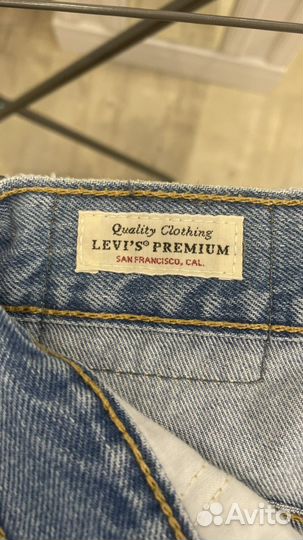 Quality Clothing
LEVI'S® PREMIUM
SAN FRANCISCO, CAL.
Avito